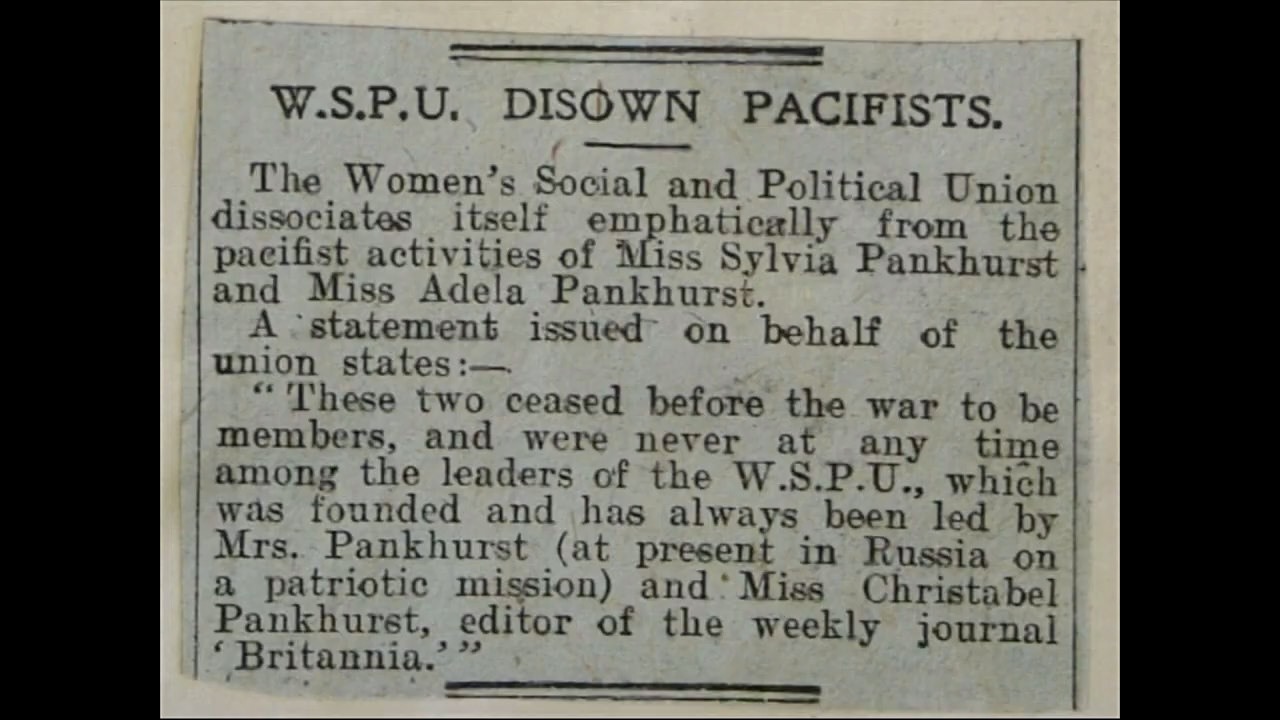 W.S.P.U. DISOWN PACIFISTS.
The Women's Social and Political Union
dissociates itself emphatically from the
pacifist activities of Miss Sylvia Pankhurst
and Miss Adela Pankhurst.
A statement issued on behalf of the
union states:—
“These two ceased before the war to be
members, and were never at any time
among the leaders of the W.S.P.U., which
was founded and has always been led by
Mrs. Pankhurst (at present in Russia on
a patriotic mission) and Miss Christabel
Pankhurst, editor of the weekly journal
‘Britannia.’”